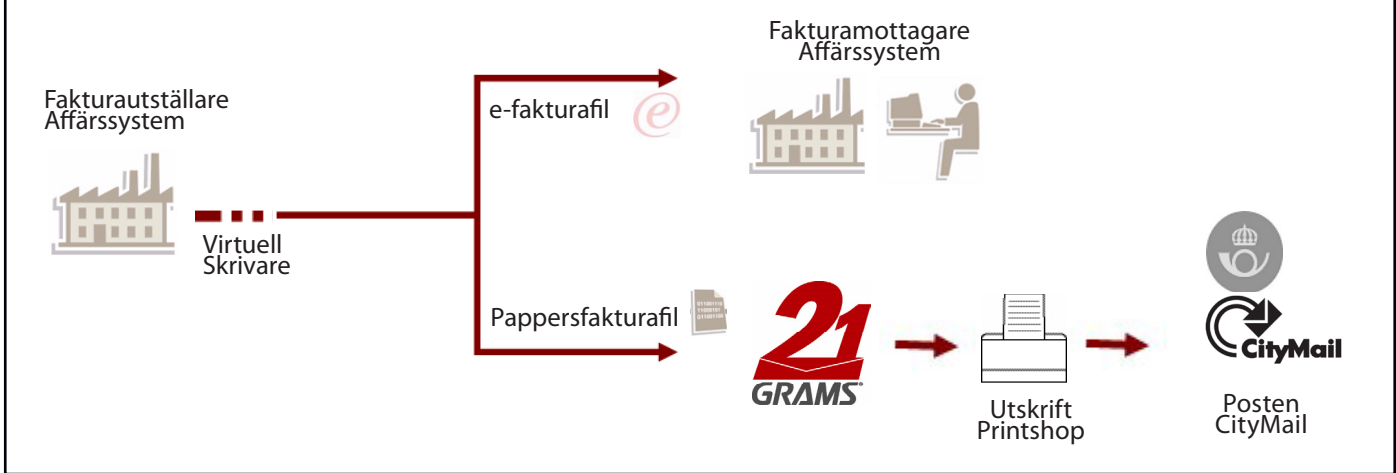 Fakturamottagare
Affärssystem
Fakturautställare
Affärssystem
e-fakturafil
e
Virtuell
Skrivare
Pappersfakturafil
21
GRAMS
CityMail
Utskrift
Printshop
Posten
CityMail